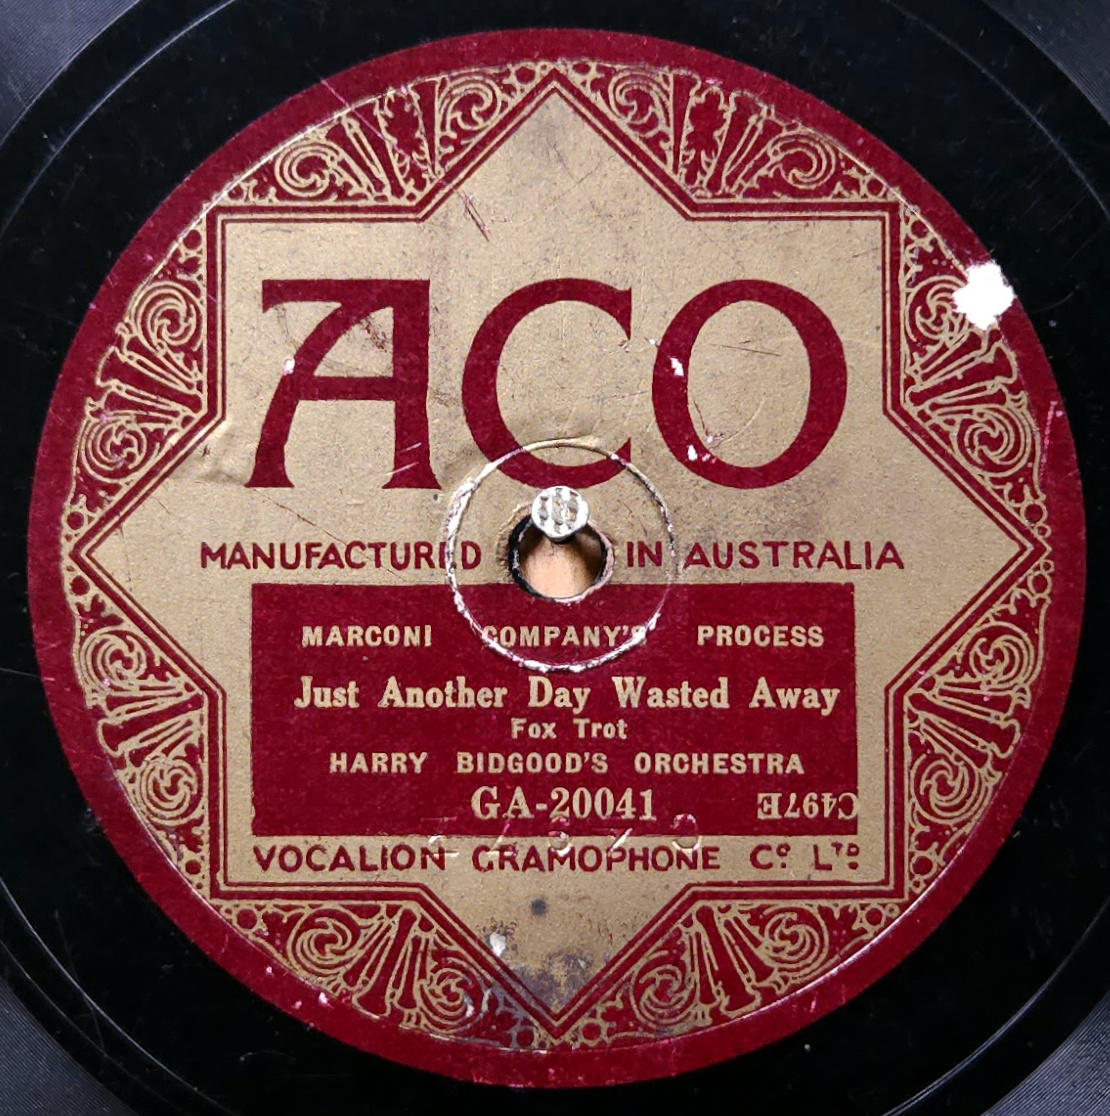 ACO
MANUFACTURED IN AUSTRALIA
MARCONI COMPANY'S PROCESS
Just Another Day Wasted Away
Fox Trot
HARRY BIDGOOD'S ORCHESTRA
GA-20041 C497E
VOCALION GRAMOPHONE Co LTD